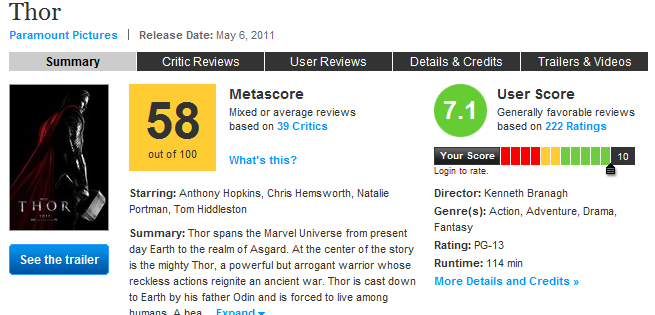 Thor
Paramount Pictures | Release Date: May 6, 2011
Summary Critic Reviews User Reviews Details & Credits Trailers & Videos
THOR
2011
See the trailer
58
out of 100
Metascore
Mixed or average reviews
based on 39 Critics
What's this?
7.1
User Score
Generally favorable reviews
based on 222 Ratings
Your Score 10
Login to rate.
Starring: Anthony Hopkins, Chris Hemsworth, Natalie
Portman, Tom Hiddleston
Summary: Thor spans the Marvel Universe from present
day Earth to the realm of Asgard. At the center of the story
is the mighty Thor, a powerful but arrogant warrior whose
reckless actions reignite an ancient war. Thor is cast down
to Earth by his father Odin and is forced to live among
humans. A bea... Expand
Director: Kenneth Branagh
Genre(s): Action, Adventure, Drama,
Fantasy
Rating: PG-13
Runtime: 114 min
More Details and Credits »